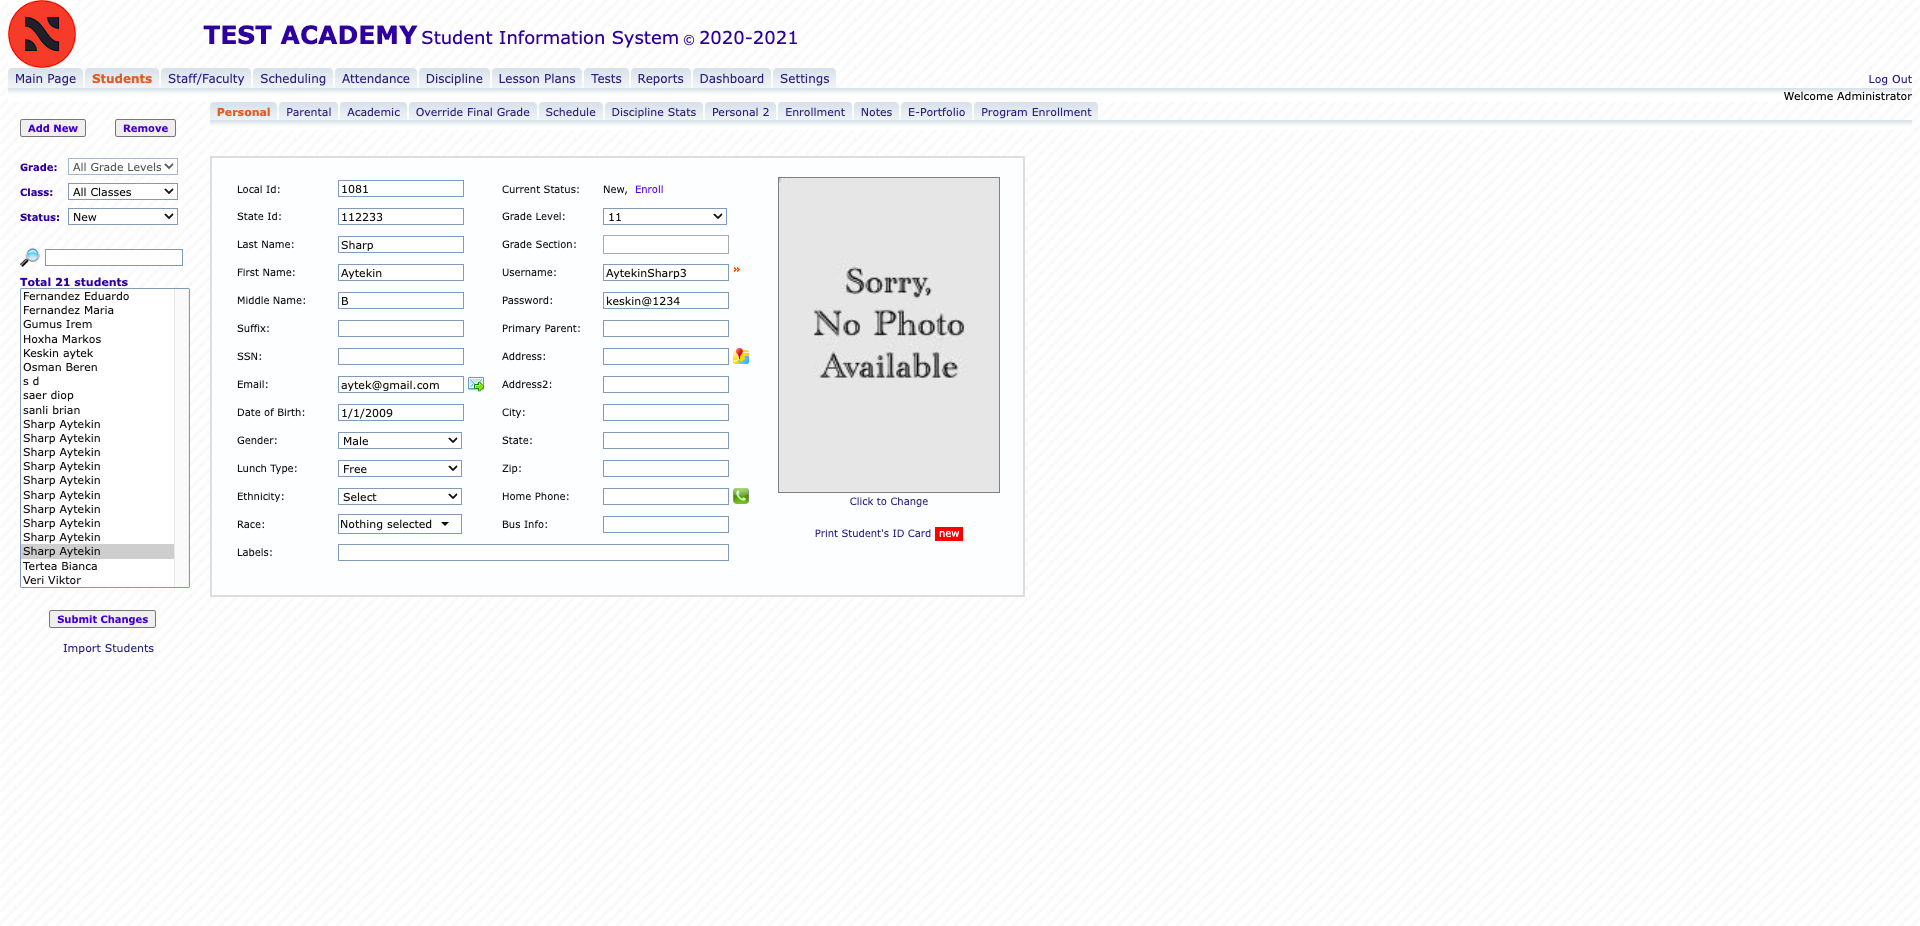 TEST ACADEMY Student Information System © 2020-2021
Main Page Students Staff/Faculty Scheduling Attendance Discipline Lesson Plans Tests Reports Dashboard Settings
Log Out
Welcome Administrator
Personal Parental Academic Override Final Grade Schedule Discipline Stats Personal 2 Enrollment Notes E-Portfolio Program Enrollment
Add New Remove
Grade: All Grade Levels
Class: All Classes
Status: New
Total 21 students
Fernandez Eduardo
Fernandez Maria
Gumus Irem
Hoxha Markos
Keskin aytek
Osman Beren
s d
saer diop
sanli brian
Sharp Aytekin
Sharp Aytekin
Sharp Aytekin
Sharp Aytekin
Sharp Aytekin
Sharp Aytekin
Sharp Aytekin
Sharp Aytekin
Sharp Aytekin
Sharp Aytekin
Tertea Bianca
Veri Viktor
Submit Changes
Import Students
Local Id: 1081 Current Status: New, Enroll
State Id: 112233 Grade Level: 11
Last Name: Sharp Grade Section:
First Name: Aytekin Username: AytekinSharp3 »
Middle Name: B Password: keskin@1234
Suffix: Primary Parent:
SSN: Address:
Email: aytek@gmail.com Address2:
Date of Birth: 1/1/2009 City:
Gender: Male State:
Lunch Type: Free Zip:
Ethnicity: Select Home Phone:
Race: Nothing selected Bus Info:
Labels:
Sorry,
No Photo
Available
Click to Change
Print Student's ID Card new